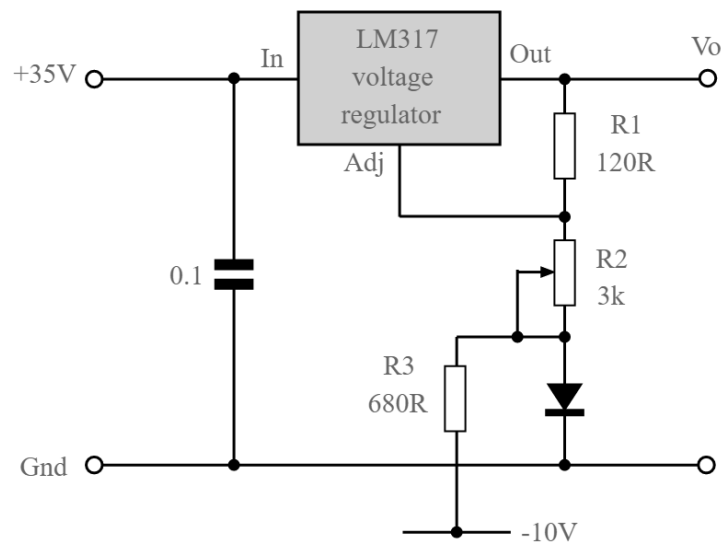 LM317
voltage
regulator
In
Out
Vo
+35V
Adj
R1
120R
0.1
R2
3k
R3
680R
Gnd
-10V